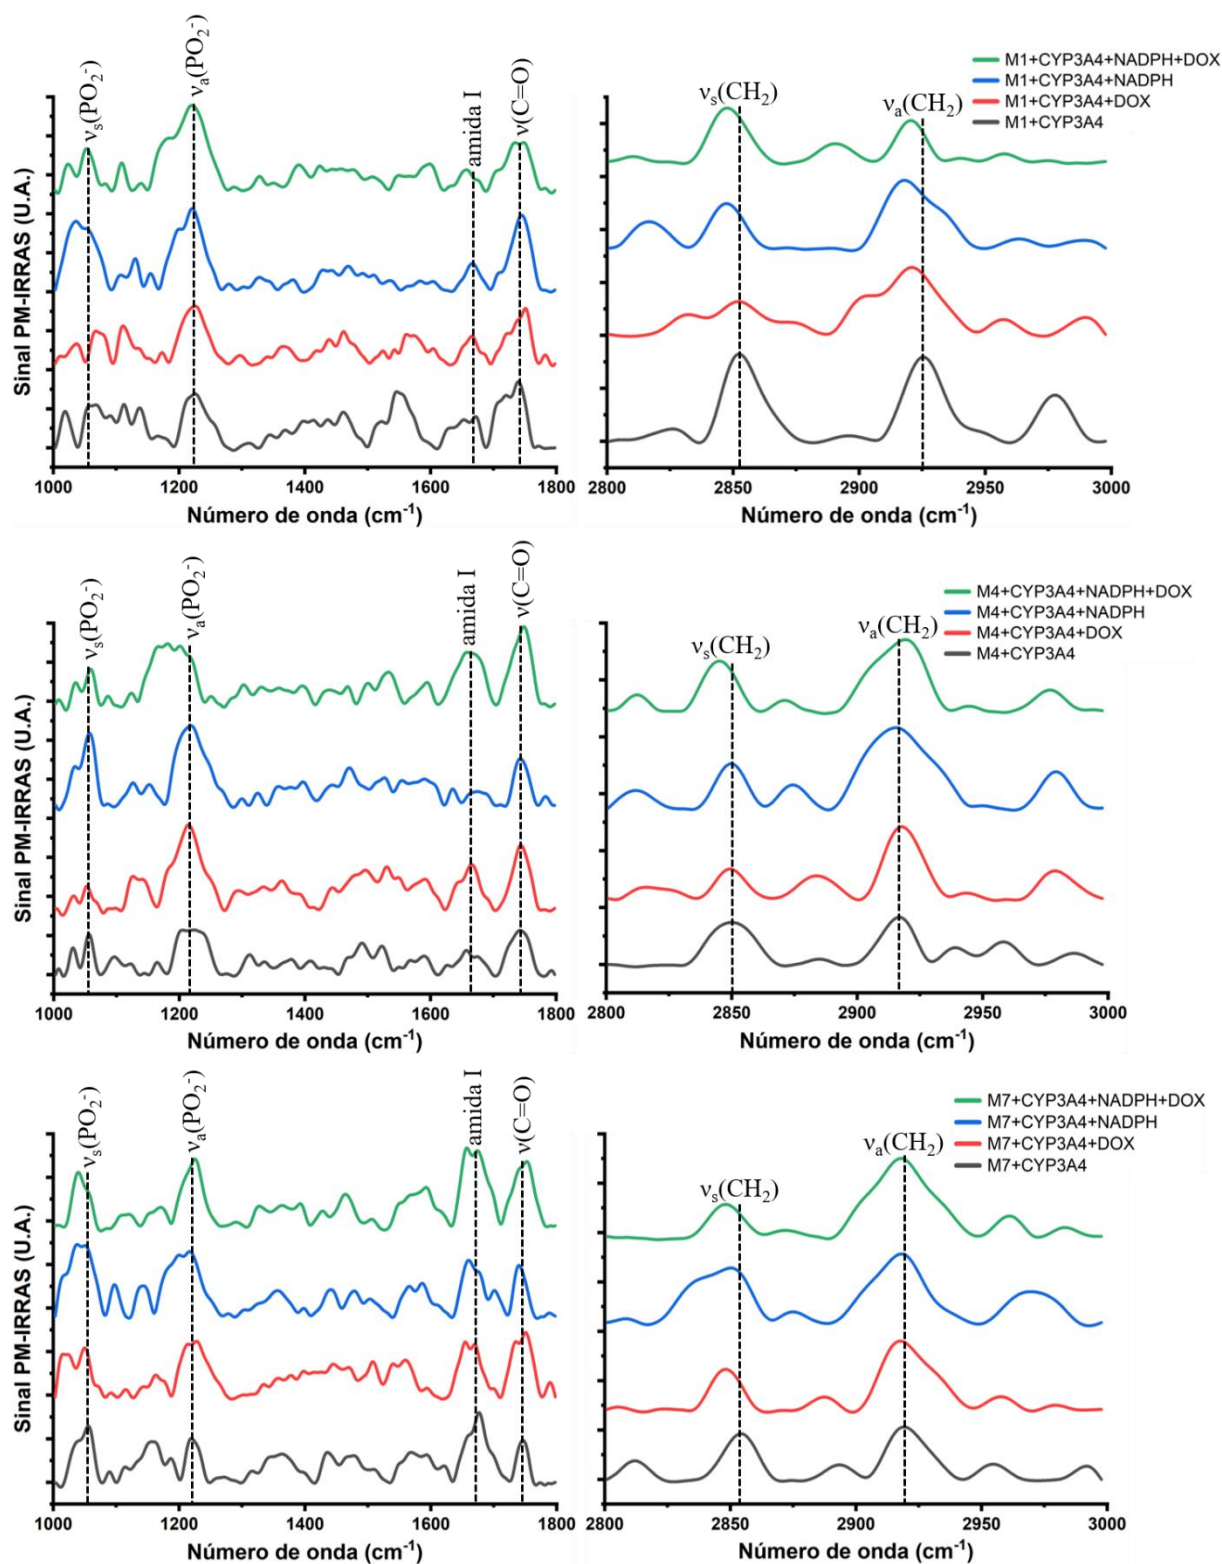 νs(PO2-)
νa(PO2-)
amida I
ν(C=O)
Sinal PM-IRRAS (U.A.)
1000 1200 1400 1600 1800
Número de onda (cm-1)
M1+CYP3A4+NADPH+DOX
M1+CYP3A4+NADPH
M1+CYP3A4+DOX
M1+CYP3A4
νs(CH2)
νa(CH2)
2800 2850 2900 2950 3000
Número de onda (cm-1)
νs(PO2-)
νa(PO2-)
amida I
ν(C=O)
Sinal PM-IRRAS (U.A.)
1000 1200 1400 1600 1800
Número de onda (cm-1)
M4+CYP3A4+NADPH+DOX
M4+CYP3A4+NADPH
M4+CYP3A4+DOX
M4+CYP3A4
νs(CH2)
νa(CH2)
2800 2850 2900 2950 3000
Número de onda (cm-1)
νs(PO2-)
νa(PO2-)
amida I
ν(C=O)
Sinal PM-IRRAS (U.A.)
1000 1200 1400 1600 1800
Número de onda (cm-1)
M7+CYP3A4+NADPH+DOX
M7+CYP3A4+NADPH
M7+CYP3A4+DOX
M7+CYP3A4
νs(CH2)
νa(CH2)
2800 2850 2900 2950 3000
Número de onda (cm-1)